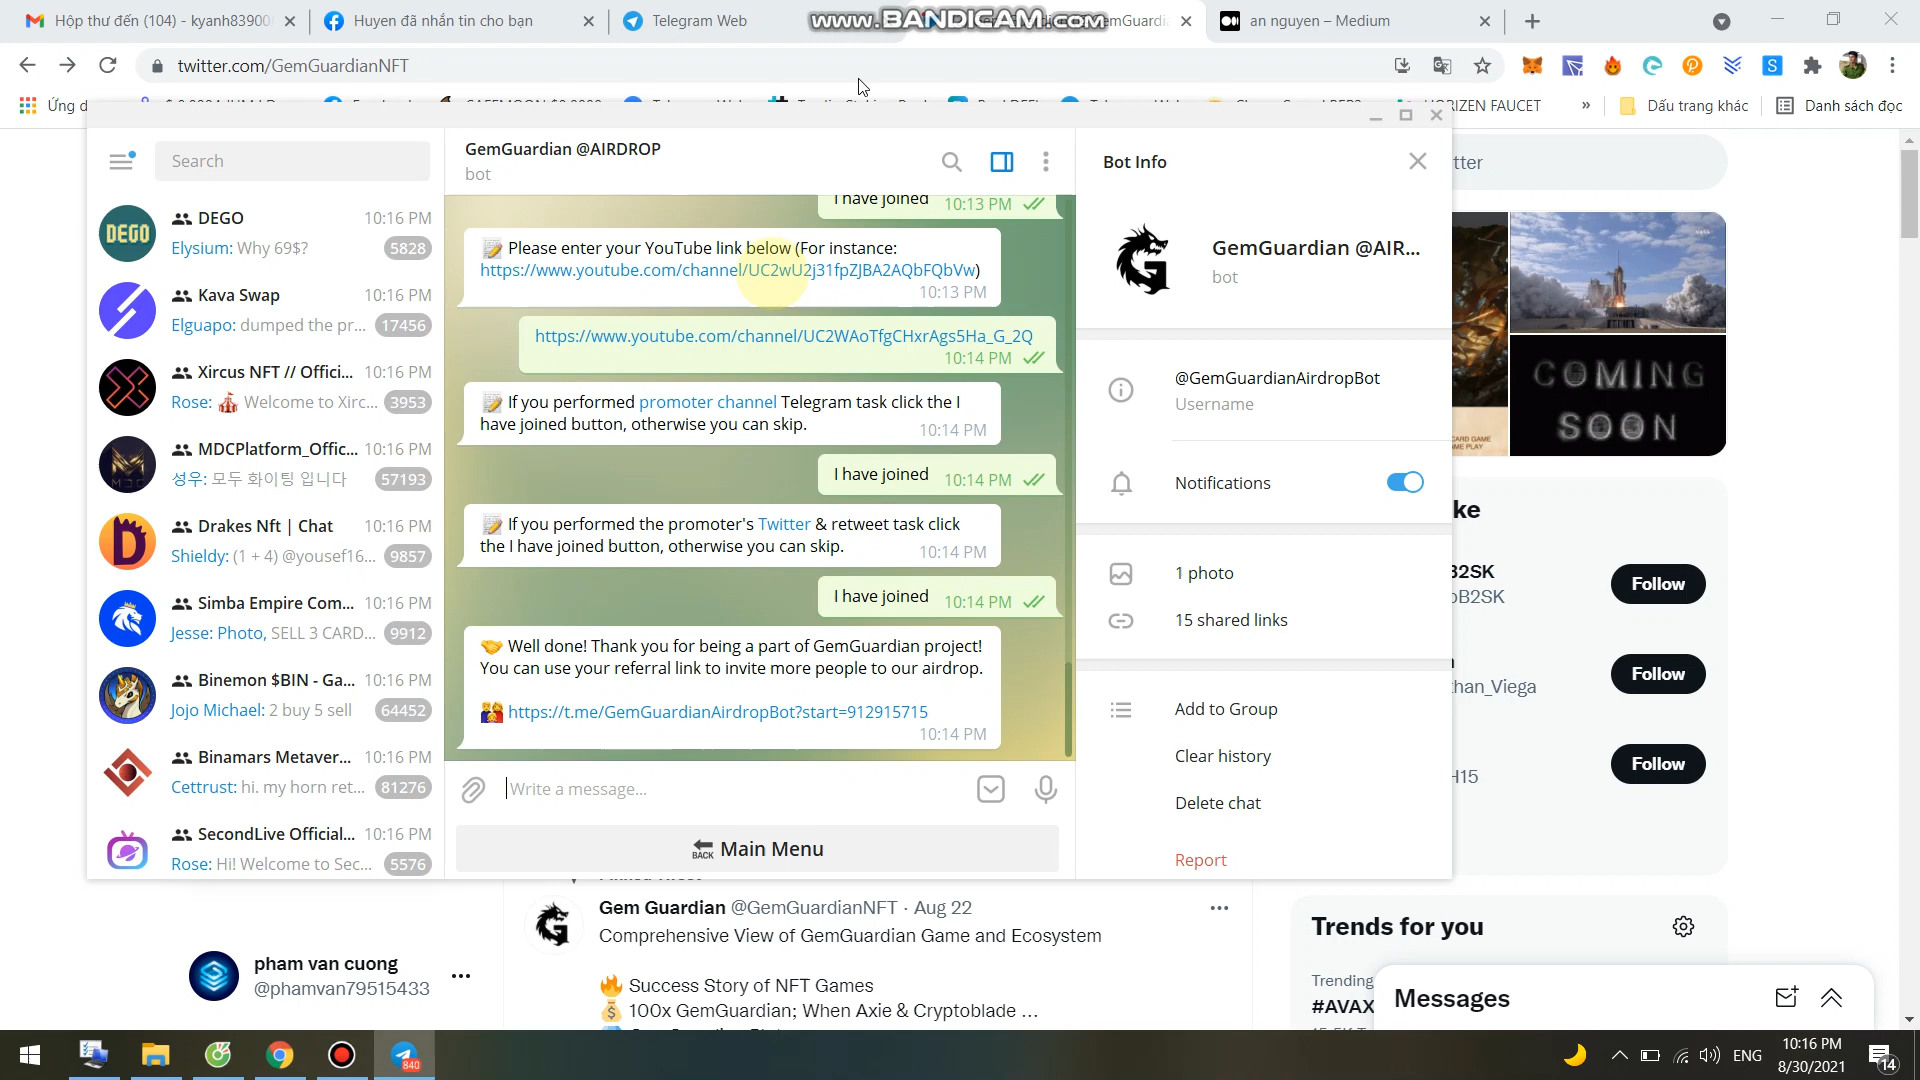 Hộp thư đến (104) - kyanh83900
Huyen đã nhắn tin cho bạn
Telegram Web
www.BANDICAM.com
an nguyen – Medium
twitter.com/GemGuardianNFT
HORIZEN FAUCET
»
Dấu trang khác
Danh sách đọc
Search
GemGuardian @AIRDROP
bot
Bot Info
DEGO
10:16 PM
Elysium: Why 69$?
5828
Kava Swap
10:16 PM
Elguapo: dumped the pr...
17456
Xircus NFT // Offici...
10:16 PM
Rose: 🎪 Welcome to Xirc...
3953
MDCPlatform_Offic...
10:16 PM
성우: 모두 화이팅 입니다
57193
Drakes Nft | Chat
10:16 PM
Shieldy: (1 + 4) @yousef16...
9857
Simba Empire Com...
10:16 PM
Jesse: Photo, SELL 3 CARD...
9912
Binemon $BIN - Ga...
10:16 PM
Jojo Michael: 2 buy 5 sell
64452
Binamars Metaver...
10:16 PM
Cettrust: hi. my horn ret...
81276
SecondLive Official...
10:16 PM
Rose: Hi! Welcome to Sec...
5576
I have joined
10:13 PM
📝 Please enter your YouTube link below (For instance:
https://www.youtube.com/channel/UC2wU2j31fpZJBA2AQbFQbVw)
10:13 PM
https://www.youtube.com/channel/UC2WAoTfgCHxrAgs5Ha_G_2Q
10:14 PM
📝 If you performed promoter channel Telegram task click the I
have joined button, otherwise you can skip.
10:14 PM
I have joined
10:14 PM
📝 If you performed the promoter's Twitter & retweet task click
the I have joined button, otherwise you can skip.
10:14 PM
I have joined
10:14 PM
🤝 Well done! Thank you for being a part of GemGuardian project!
You can use your referral link to invite more people to our airdrop.
https://t.me/GemGuardianAirdropBot?start=912915715
10:14 PM
Write a message...
BACK Main Menu
GemGuardian @AIR...
bot
@GemGuardianAirdropBot
Username
Notifications
1 photo
15 shared links
Add to Group
Clear history
Delete chat
Report
tter
CARD GAME
COMING
SOON
ke
B2SK
bB2SK
Follow
han_Viega
Follow
H15
Follow
Gem Guardian @GemGuardianNFT · Aug 22
Comprehensive View of GemGuardian Game and Ecosystem
🔥 Success Story of NFT Games
💰 100x GemGuardian; When Axie & Cryptoblade ...
pham van cuong
@phamvan79515433
Trends for you
Trending
#AVAX
Messages
840
ENG
10:16 PM
8/30/2021
14